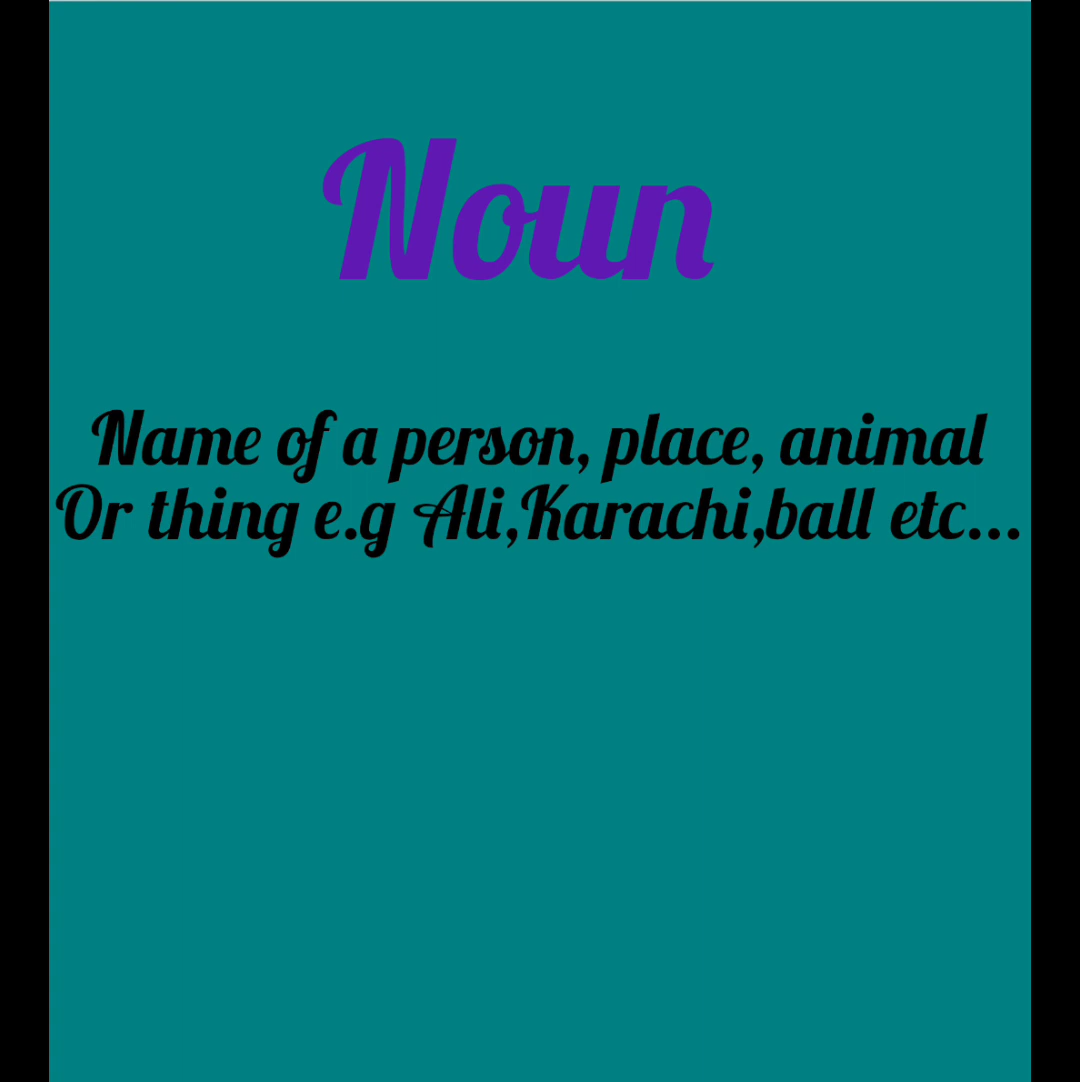 Noun
Name of a person, place, animal
Or thing e.g Ali,Karachi,ball etc...